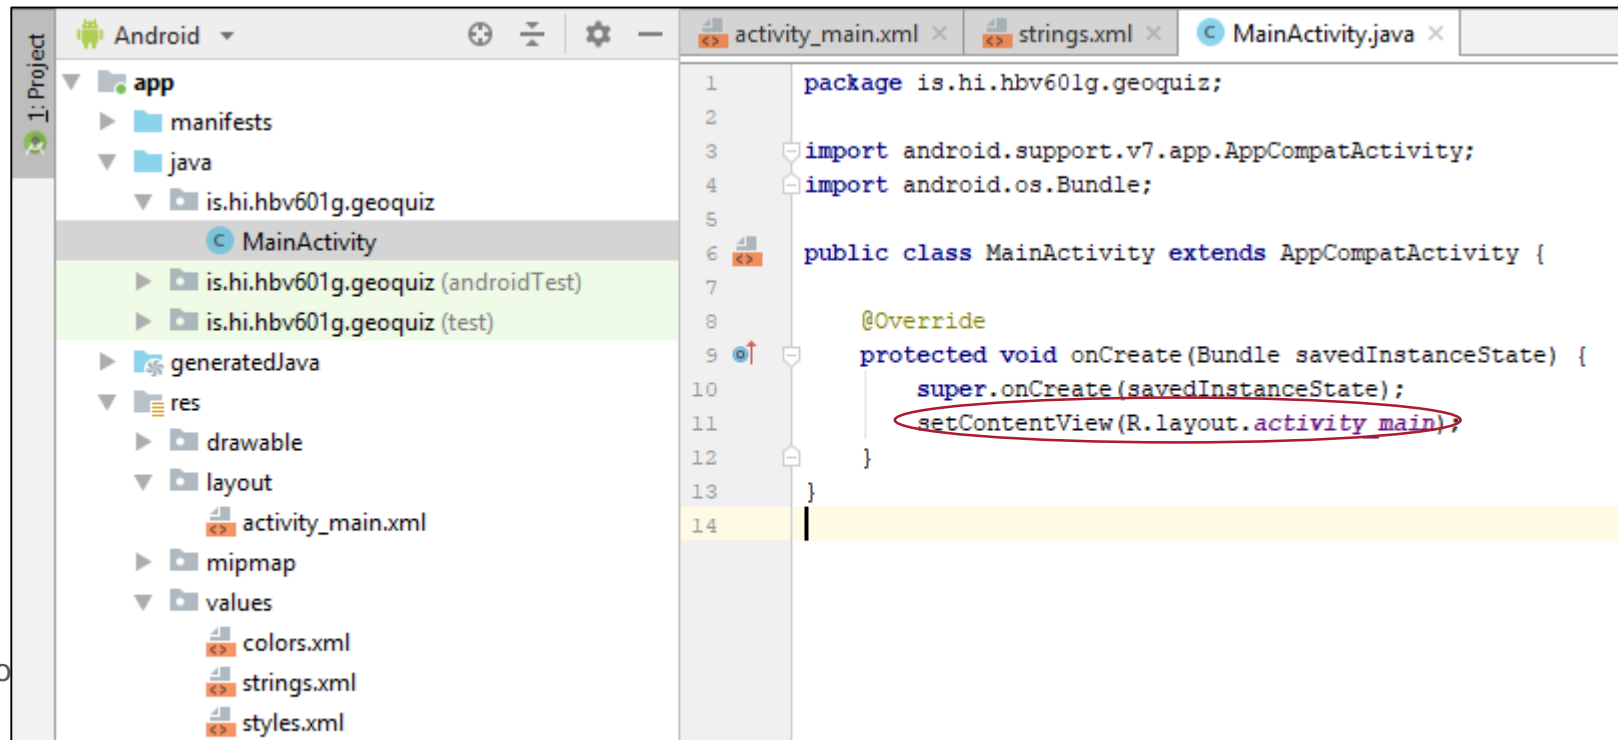 1: Project
Android
app
manifests
java
is.hi.hbv601g.geoquiz
MainActivity
is.hi.hbv601g.geoquiz (androidTest)
is.hi.hbv601g.geoquiz (test)
generatedJava
res
drawable
layout
activity_main.xml
mipmap
values
colors.xml
strings.xml
styles.xml
activity_main.xml
strings.xml
MainActivity.java
1 package is.hi.hbv601g.geoquiz;
2
3 import android.support.v7.app.AppCompatActivity;
4 import android.os.Bundle;
5
6 public class MainActivity extends AppCompatActivity {
7
8 @Override
9 protected void onCreate(Bundle savedInstanceState) {
10 super.onCreate(savedInstanceState);
11 setContentView(R.layout.activity_main);
12 }
13 }
14